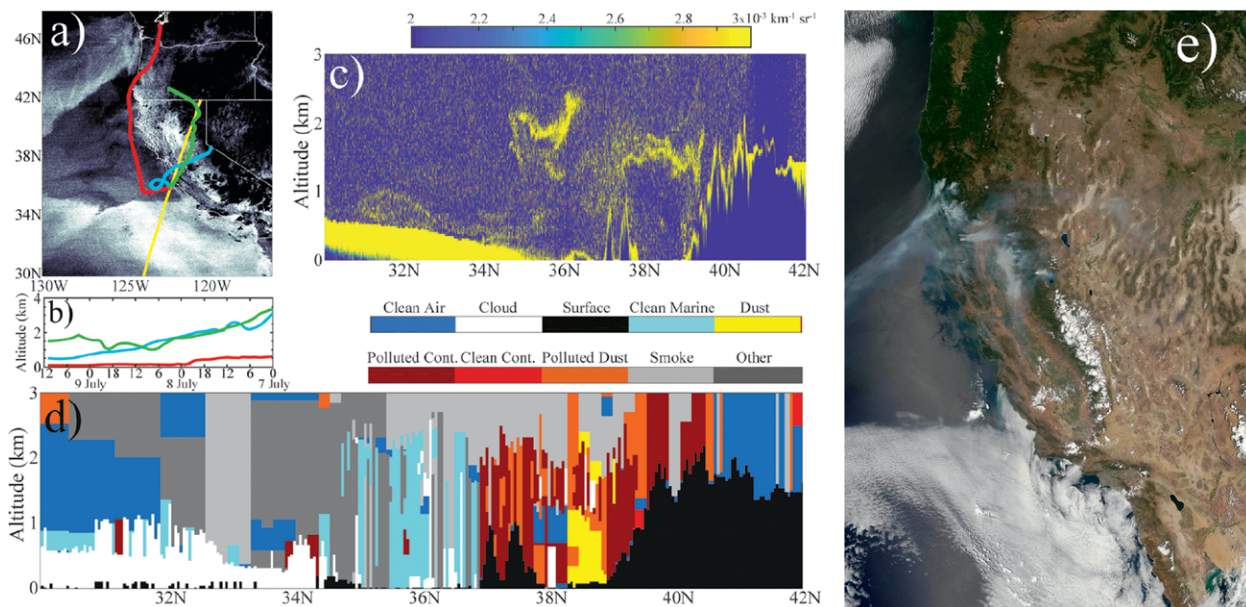 a)
46N
42N
38N
34N
30N
130W 125W 120W
b)
Altitude (km)
4
2
0
12 6 0 18 12 6 0 18 12 6 0
9 July 8 July 7 July
2 2.2 2.4 2.6 2.8 3x10⁻³ km⁻¹ sr⁻¹
c)
Altitude (km)
3
2
1
0
32N 34N 36N 38N 40N 42N
Clean Air Cloud Surface Clean Marine Dust
Polluted Cont. Clean Cont. Polluted Dust Smoke Other
d)
Altitude (km)
3
2
1
0
32N 34N 36N 38N 40N 42N
e)